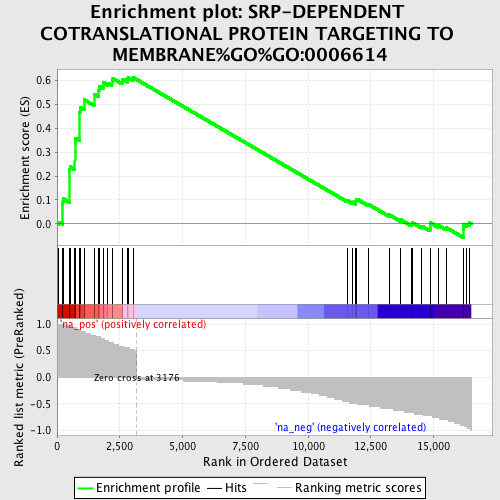 Enrichment plot: SRP-DEPENDENT
COTRANSLATIONAL PROTEIN TARGETING TO
MEMBRANE%GO%GO:0006614
Enrichment score (ES)
0.6
0.5
0.4
0.3
0.2
0.1
0.0
'na_pos' (positively correlated)
Ranked list metric (PreRanked)
1.0
0.5
0.0
-0.5
-1.0
Zero cross at 3176
'na_neg' (negatively correlated)
0
2,500
5,000
7,500
10,000
12,500
15,000
Rank in Ordered Dataset
Enrichment profile
Hits
Ranking metric scores